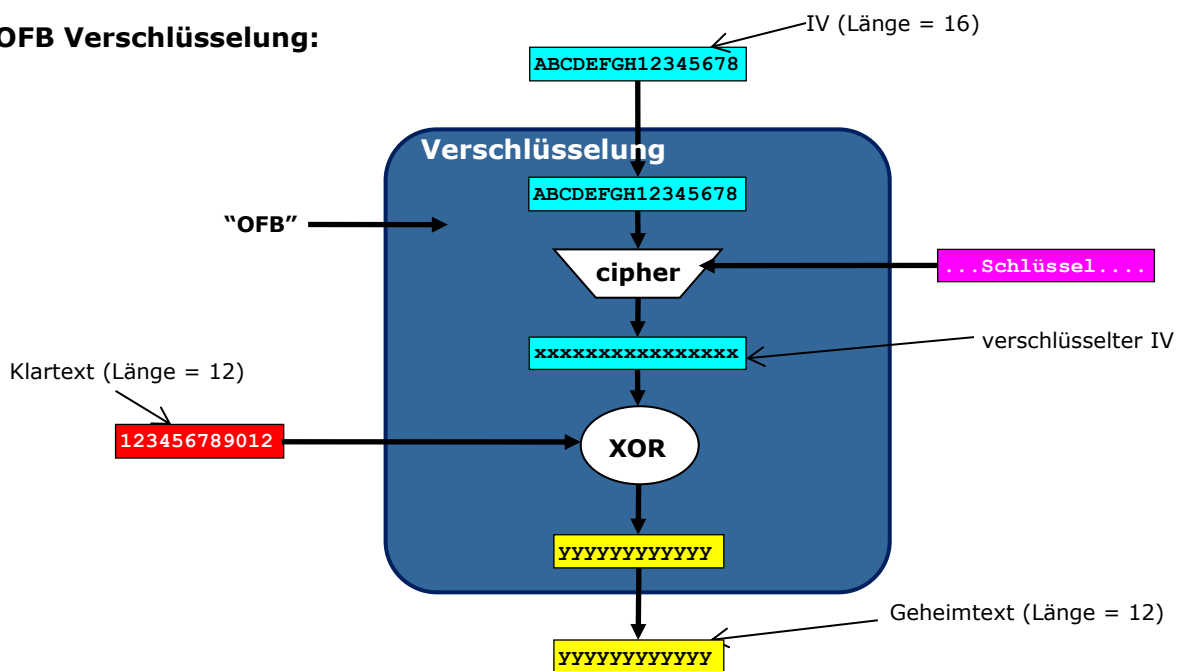 OFB Verschlüsselung:
IV (Länge = 16)
ABCDEFGH12345678
Verschlüsselung
ABCDEFGH12345678
“OFB”
cipher
...Schlüssel....
xxxxxxxxxxxxxxxx
verschlüsselter IV
Klartext (Länge = 12)
123456789012
XOR
yyyyyyyyyyyy
Geheimtext (Länge = 12)
yyyyyyyyyyyy